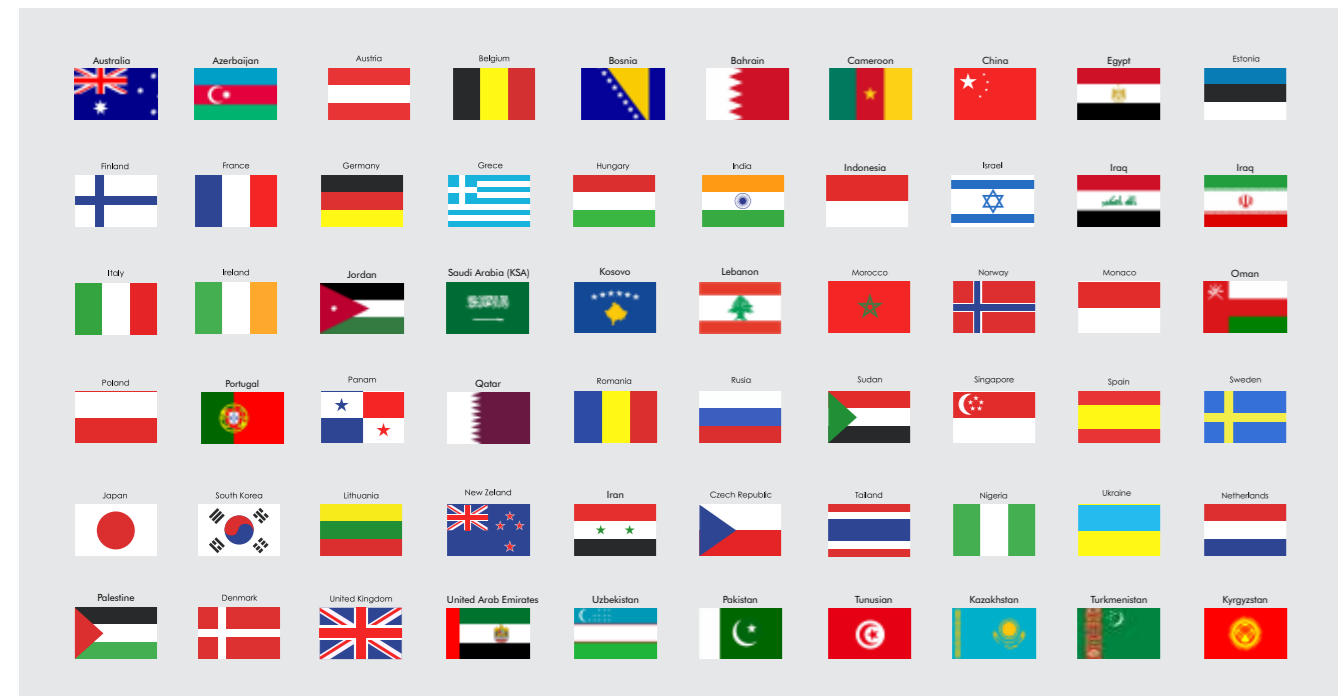 Australia Azerbaijan Austria Belgium Bosnia Bahrain Cameroon China Egypt Estonia
Finland France Germany Grece Hungary India Indonesia Israel Iraq Iraq
Italy Ireland Jordan Saudi Arabia (KSA) Kosovo Lebanon Morocco Norway Monaco Oman
Poland Portugal Panam Qatar Romania Rusia Sudan Singapore Spain Sweden
Japan South Korea Lithuania New Zeland Iran Czech Republic Tailand Nigeria Ukraine Netherlands
Palestine Denmark United Kingdom United Arab Emirates Uzbekistan Pakistan Tunusian Kazakhstan Turkmenistan Kyrgyzstan